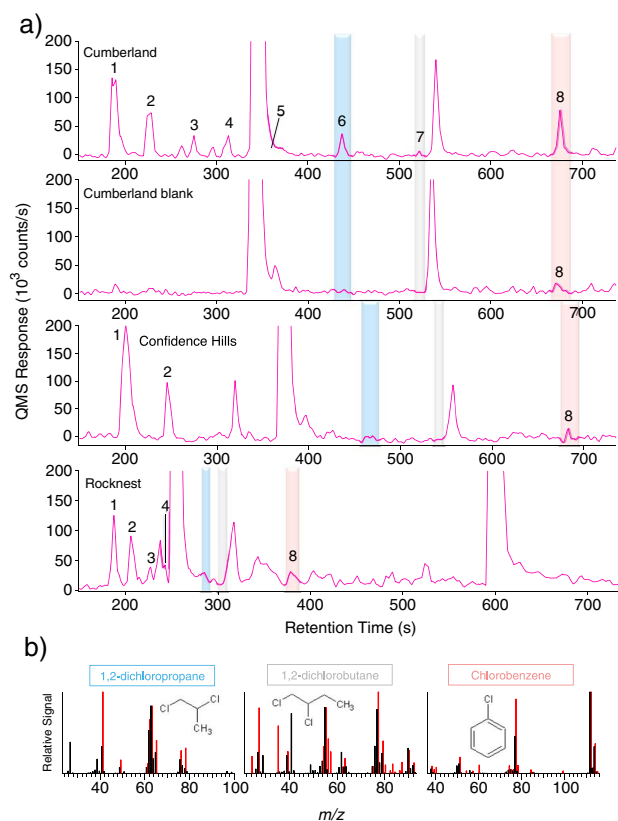 a)
Cumberland
1 2 3 4 5 6 7 8
200
150
100
50
0
200 300 400 500 600 700
Cumberland blank
8
200
150
100
50
0
200 300 400 500 600 700
Confidence Hills
1 2 8
200
150
100
50
0
200 300 400 500 600 700
Rocknest
1 2 3 4 8
200
150
100
50
0
200 300 400 500 600 700
QMS Response (10³ counts/s)
Retention Time (s)
b)
1,2-dichloropropane 1,2-dichlorobutane Chlorobenzene
Cl Cl CH₃
Cl Cl CH₃
Cl
Relative Signal
40 60 80 100
20 40 60 80
40 60 80 100
m/z